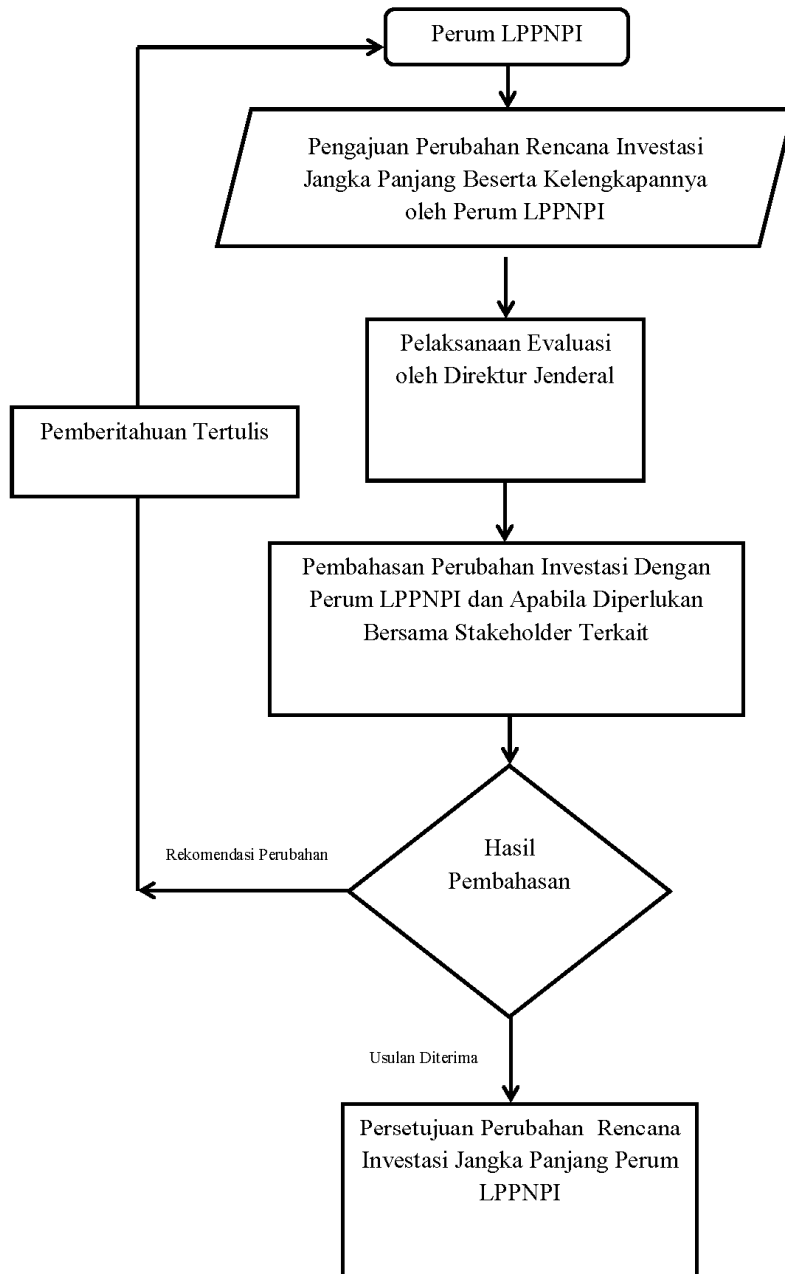 Perum LPPNPI
Pengajuan Perubahan Rencana Investasi
Jangka Panjang Beserta Kelengkapannya
oleh Perum LPPNPI
Pelaksanaan Evaluasi
oleh Direktur Jenderal
Pemberitahuan Tertulis
Pembahasan Perubahan Investasi Dengan
Perum LPPNPI dan Apabila Diperlukan
Bersama Stakeholder Terkait
Hasil
Pembahasan
Rekomendasi Perubahan
Usulan Diterima
Persetujuan Perubahan Rencana
Investasi Jangka Panjang Perum
LPPNPI